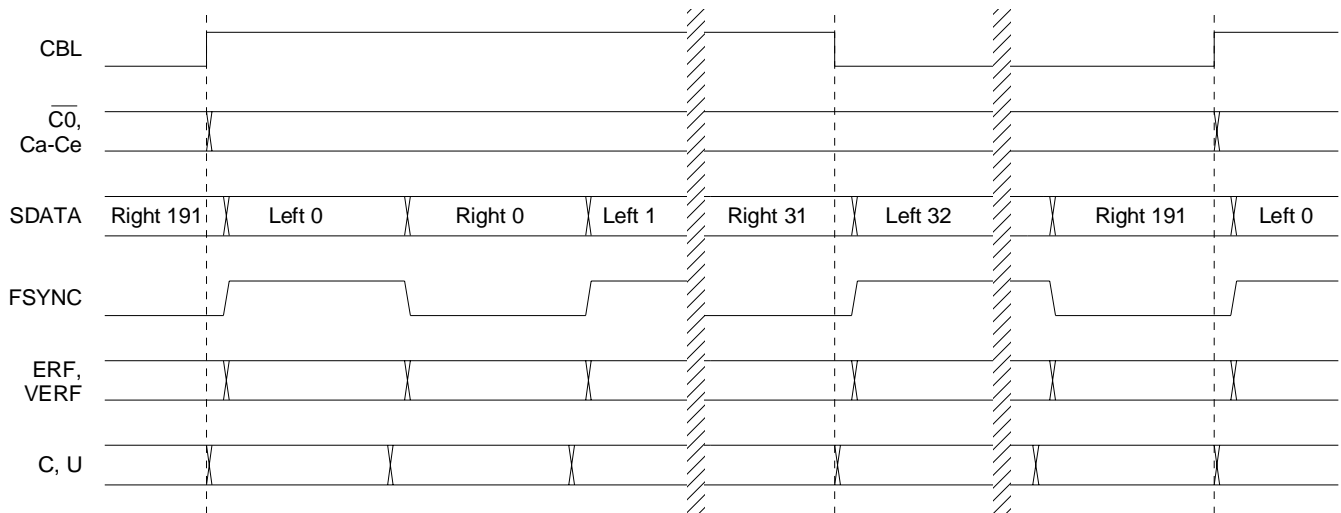 CBL
C0,
Ca-Ce
SDATA Right 191 Left 0 Right 0 Left 1 Right 31 Left 32 Right 191 Left 0
FSYNC
ERF,
VERF
C, U